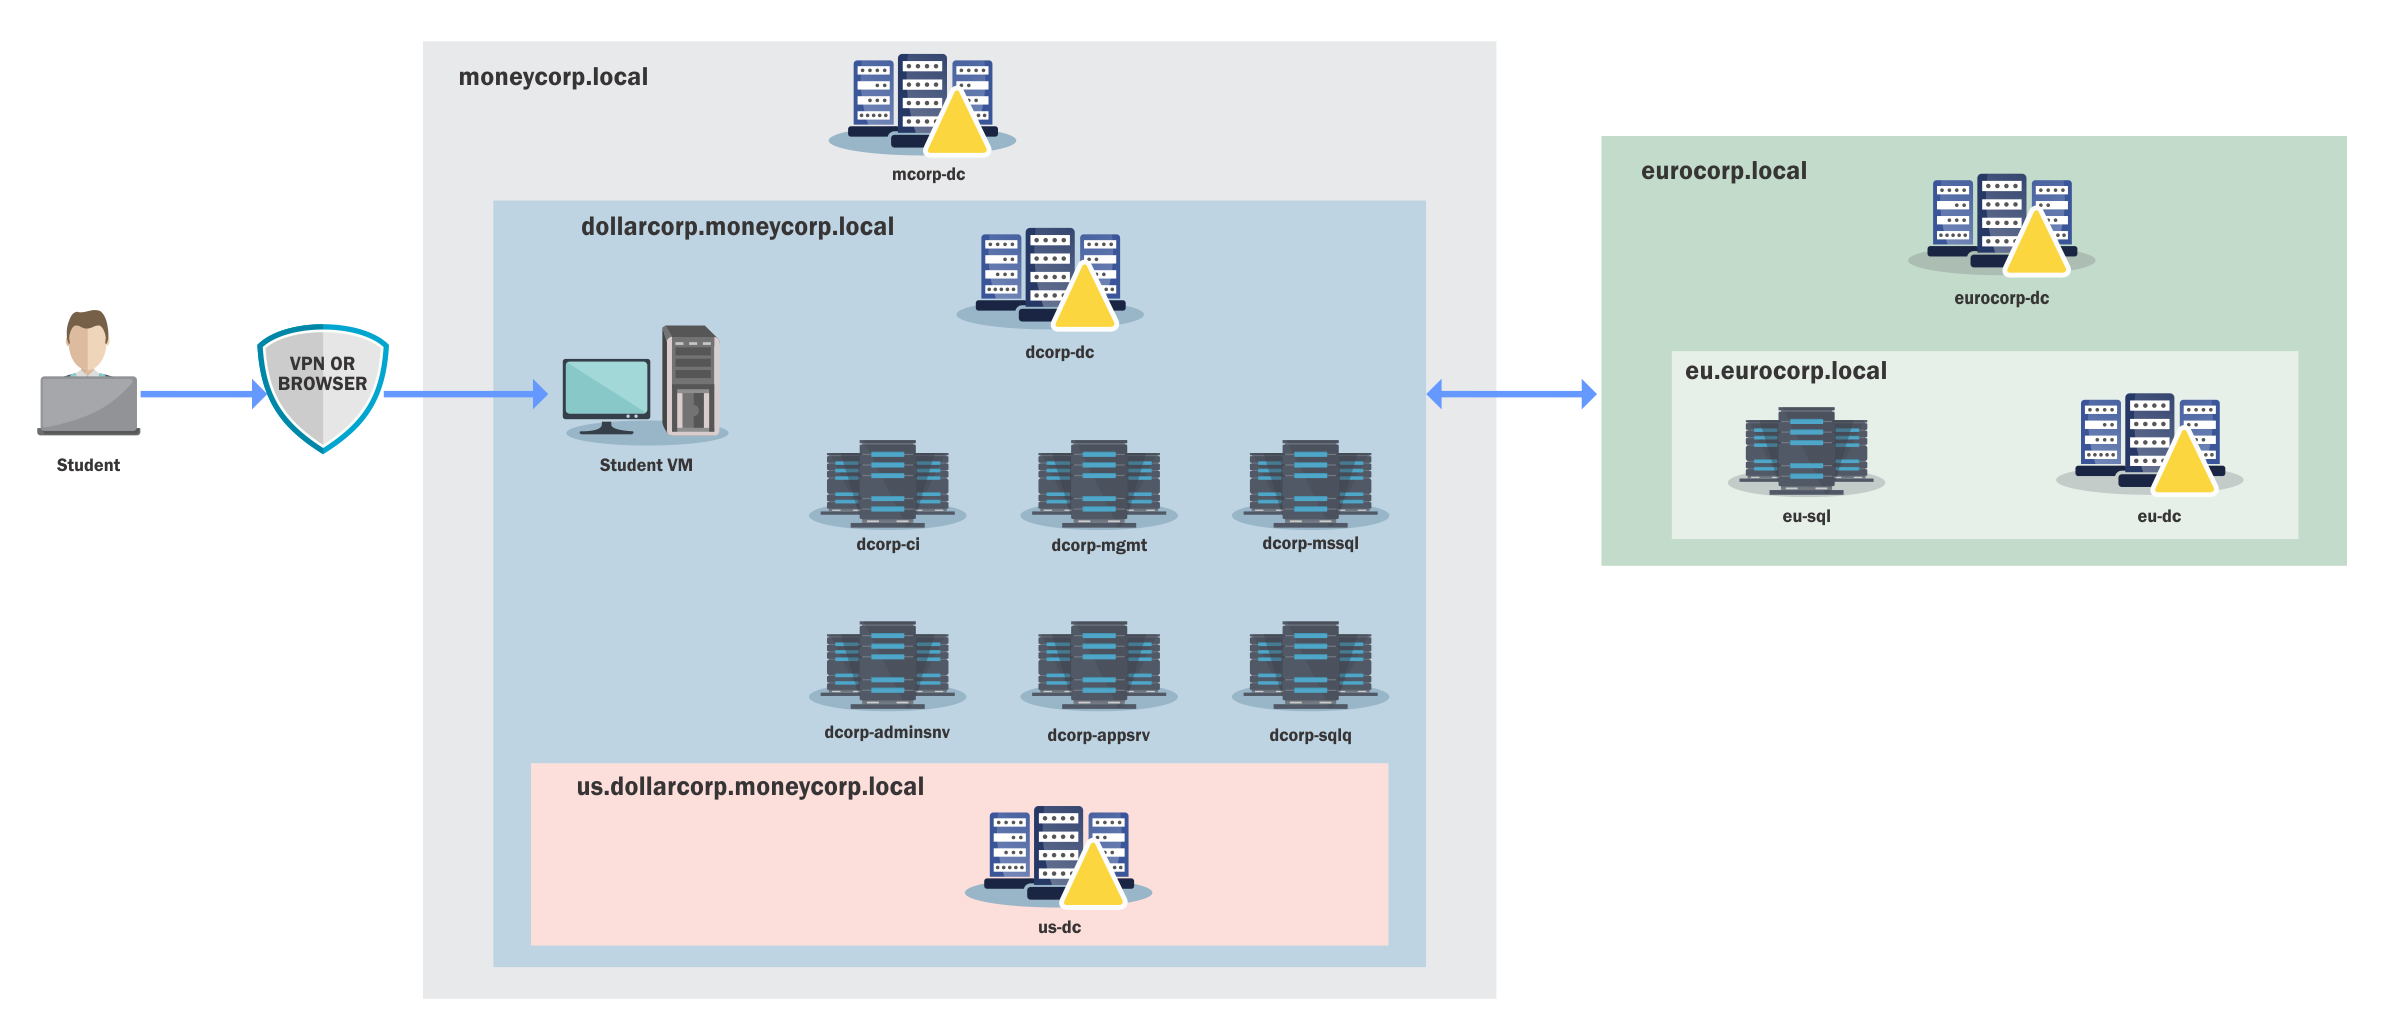 moneycorp.local
mcorp-dc
dollarcorp.moneycorp.local
dcorp-dc
eurocorp.local
eurocorp-dc
eu.eurocorp.local
eu-sql
eu-dc
VPN OR
BROWSER
Student
Student VM
dcorp-ci
dcorp-mgmt
dcorp-mssql
dcorp-adminsnv
dcorp-appsrv
dcorp-sqlq
us.dollarcorp.moneycorp.local
us-dc